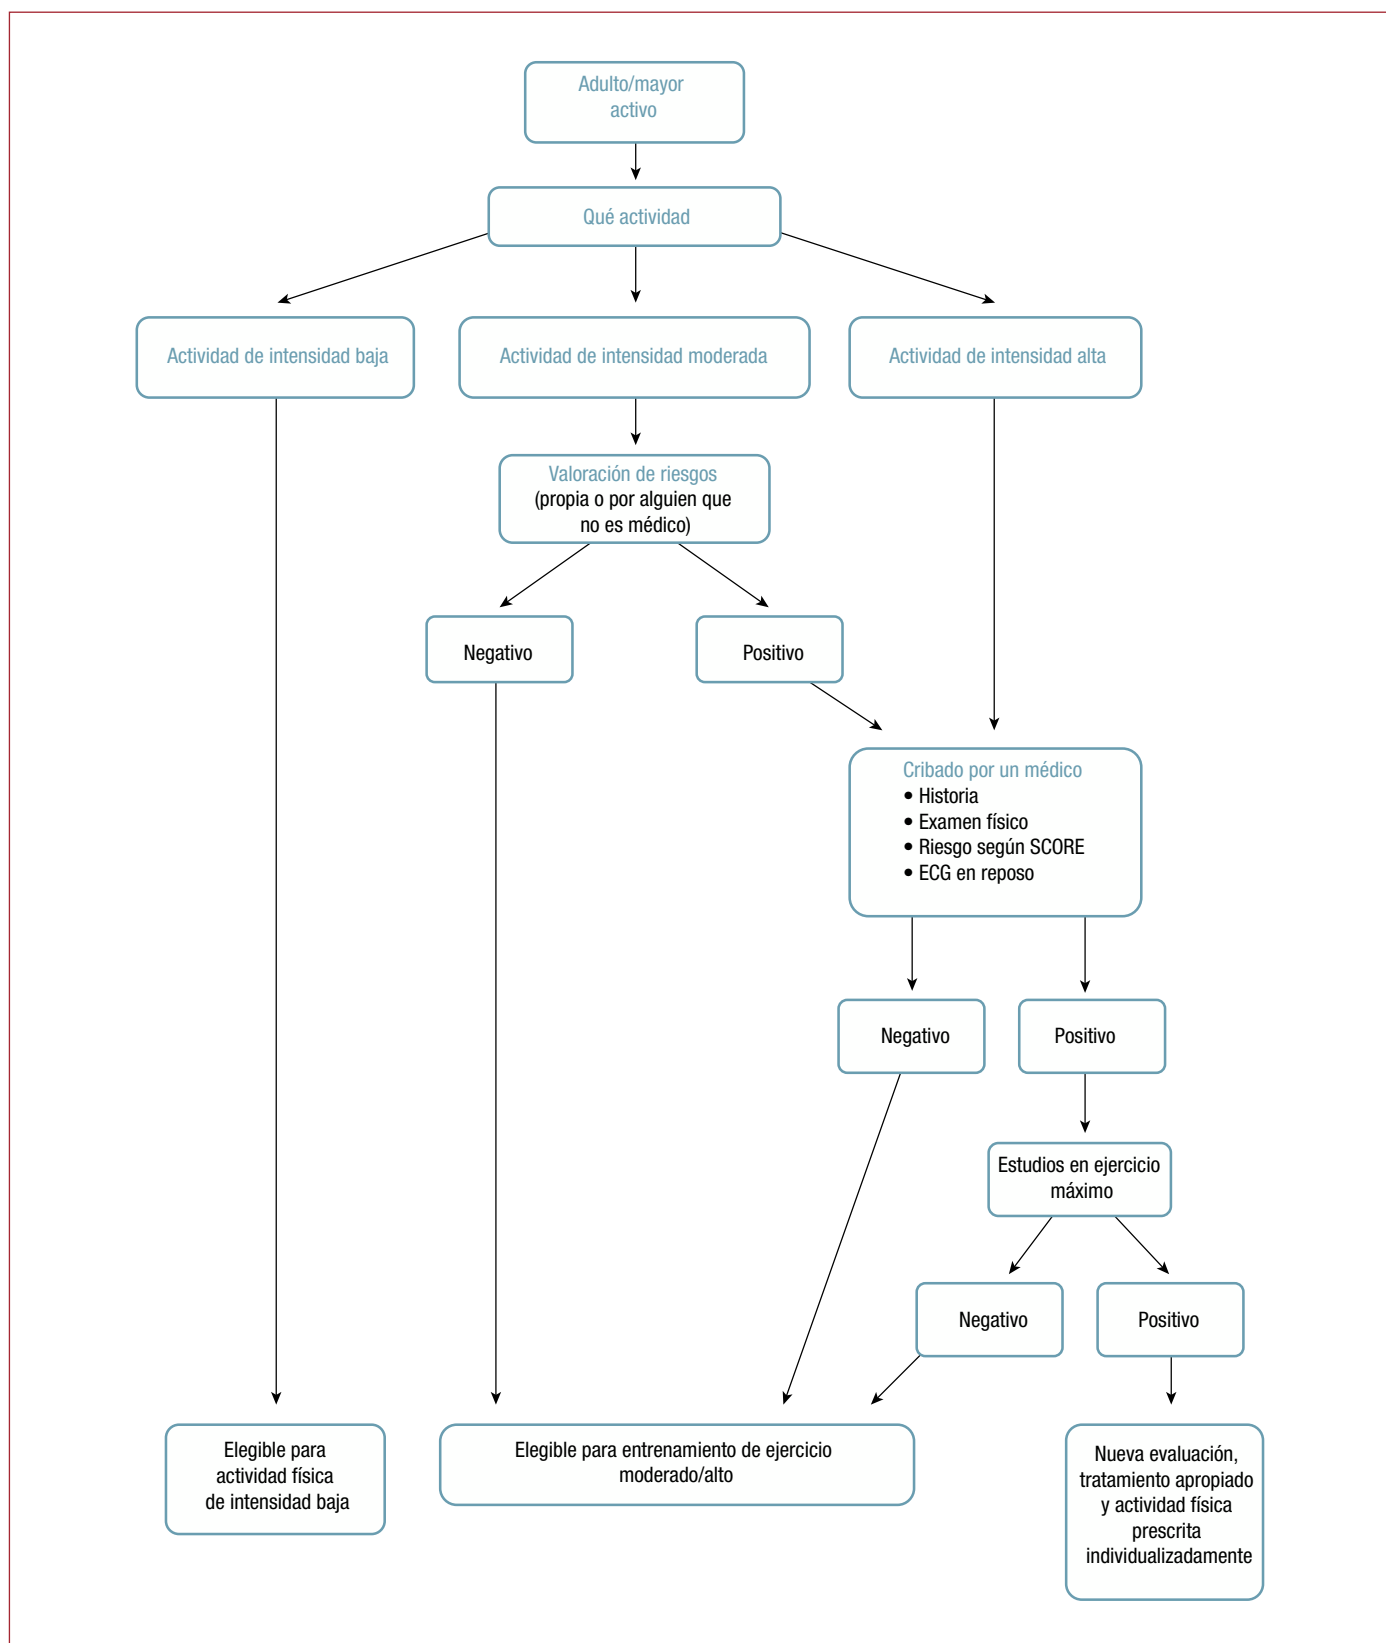 Adulto/mayor
activo
Qué actividad
Actividad de intensidad baja
Actividad de intensidad moderada
Actividad de intensidad alta
Valoración de riesgos
(propia o por alguien que
no es médico)
Negativo
Positivo
Cribado por un médico
• Historia
• Examen físico
• Riesgo según SCORE
• ECG en reposo
Negativo
Positivo
Estudios en ejercicio
máximo
Negativo
Positivo
Elegible para
actividad física
de intensidad baja
Elegible para entrenamiento de ejercicio
moderado/alto
Nueva evaluación,
tratamiento apropiado
y actividad física
prescrita
individualizadamente